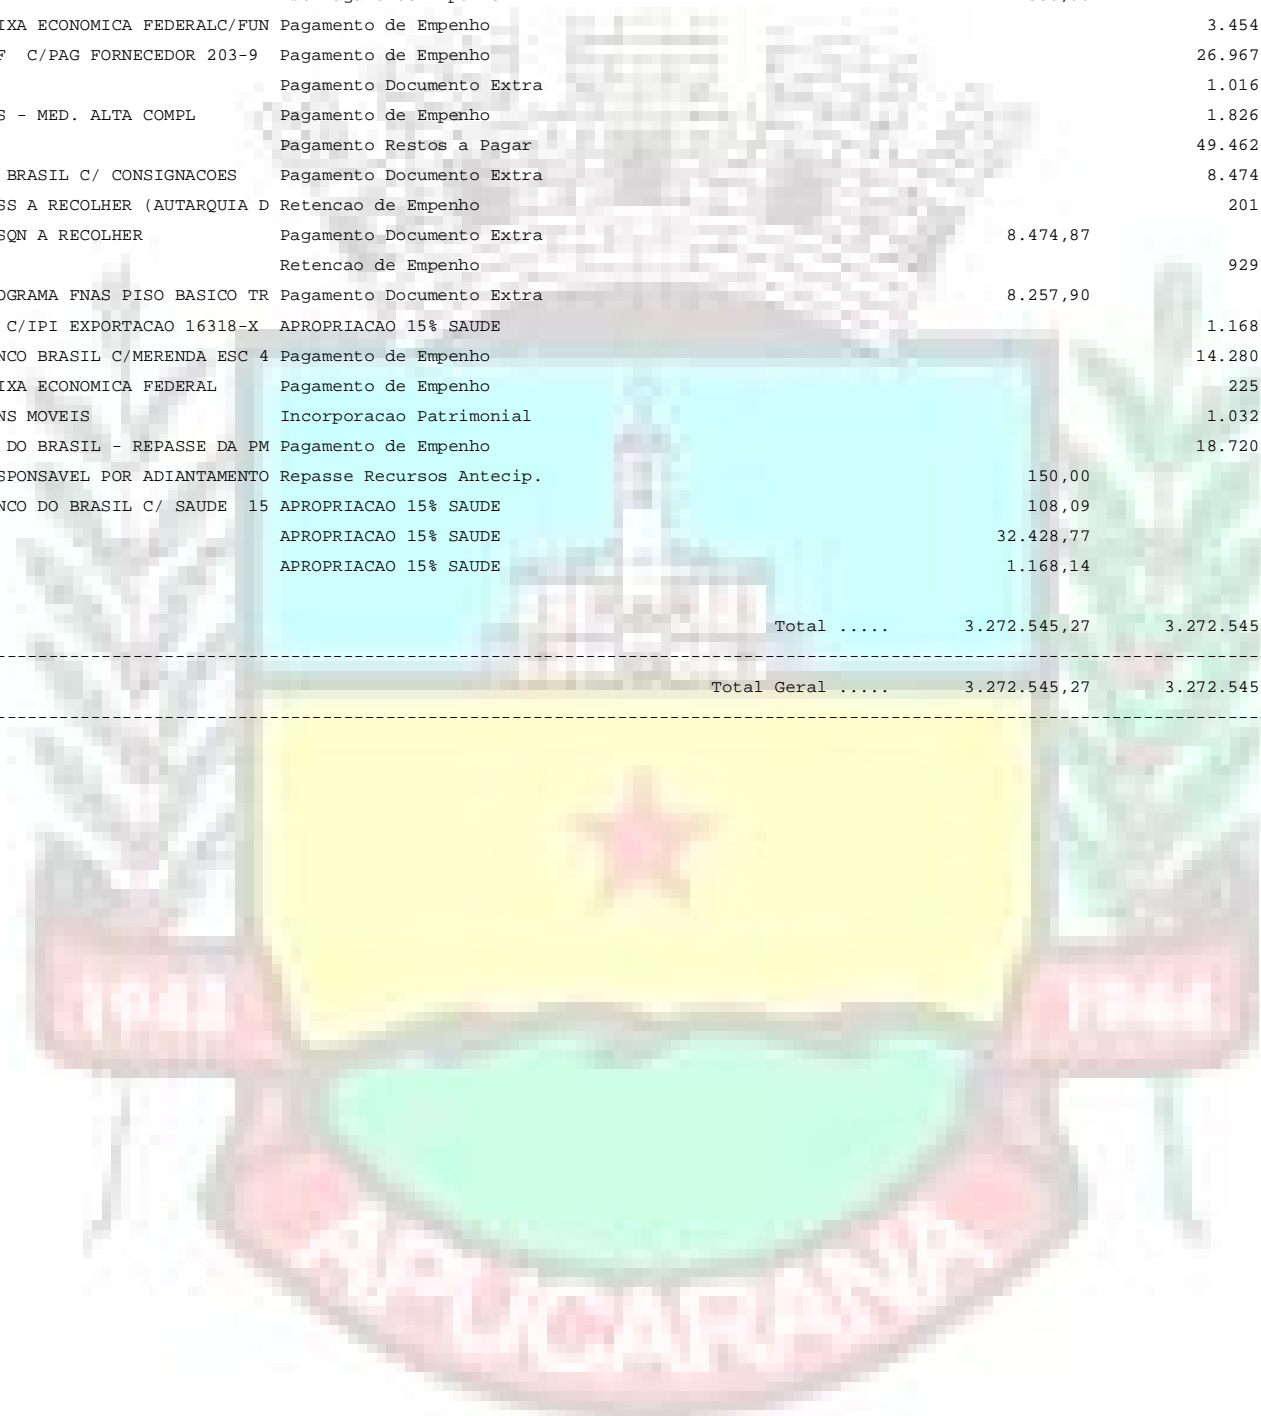 IXA ECONOMICA FEDERALC/FUN Pagamento de Empenho 3.454
F C/PAG FORNECEDOR 203-9 Pagamento de Empenho 26.967
Pagamento Documento Extra 1.016
S - MED. ALTA COMPL Pagamento de Empenho 1.826
Pagamento Restos a Pagar 49.462
BRASIL C/ CONSIGNACOES Pagamento Documento Extra 8.474
SS A RECOLHER (AUTARQUIA D Retencao de Empenho 201
SQN A RECOLHER Pagamento Documento Extra 8.474,87
Retencao de Empenho 929
OGRAMA FNAS PISO BASICO TR Pagamento Documento Extra 8.257,90
C/IPI EXPORTACAO 16318-X APROPRIACAO 15% SAUDE 1.168
NCO BRASIL C/MERENDA ESC 4 Pagamento de Empenho 14.280
IXA ECONOMICA FEDERAL Pagamento de Empenho 225
NS MOVEIS Incorporacao Patrimonial 1.032
DO BRASIL - REPASSE DA PM Pagamento de Empenho 18.720
SPONSAVEL POR ADIANTAMENTO Repasse Recursos Antecip. 150,00
NCO DO BRASIL C/ SAUDE 15 APROPRIACAO 15% SAUDE 108,09
APROPRIACAO 15% SAUDE 32.428,77
APROPRIACAO 15% SAUDE 1.168,14
Total ..... 3.272.545,27 3.272.545
Total Geral ..... 3.272.545,27 3.272.545
1944
APUCARANA